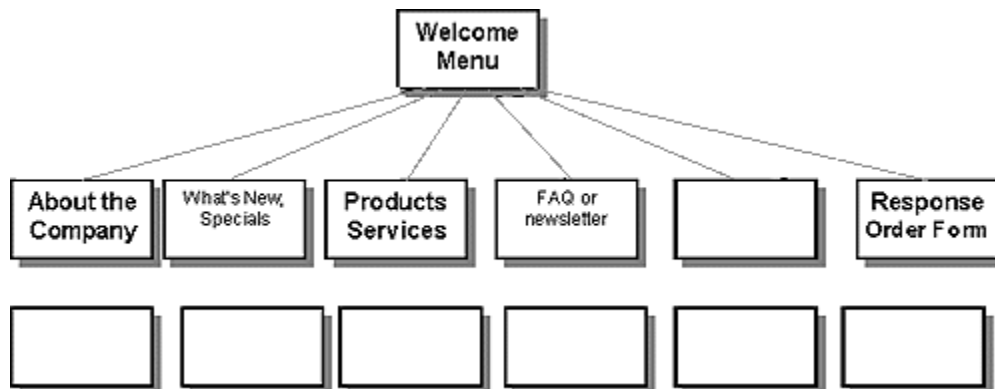 Welcome
Menu
About the
Company
What's New,
Specials
Products
Services
FAQ or
newsletter
Response
Order Form